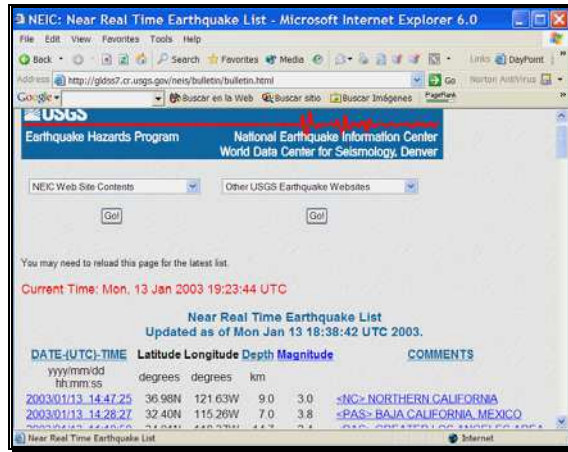 NEIC: Near Real Time Earthquake List - Microsoft Internet Explorer 6.0
File Edit View Favorites Tools Help
Back Search Favorites Media Links DayPoint
Address http://gldss7.cr.usgs.gov/neis/bulletin/bulletin.html Go Norton AntiVirus
Google Buscar en la Web Buscar sitio Buscar Imágenes PageRank
USGS
Earthquake Hazards Program National Earthquake Information Center
World Data Center for Seismology, Denver
NEIC Web Site Contents Other USGS Earthquake Websites
Go! Go!
You may need to reload this page for the latest list.
Current Time: Mon, 13 Jan 2003 19:23:44 UTC
Near Real Time Earthquake List
Updated as of Mon Jan 13 18:38:42 UTC 2003.
DATE-(UTC)-TIME Latitude Longitude Depth Magnitude COMMENTS
yyyy/mm/dd
hh:mm:ss degrees degrees km
2003/01/13 14:47:25 36.98N 121.63W 9.0 3.0 <NC> NORTHERN CALIFORNIA
2003/01/13 14:28:27 32.40N 115.26W 7.0 3.8 <PAS> BAJA CALIFORNIA, MEXICO
Near Real Time Earthquake List Internet